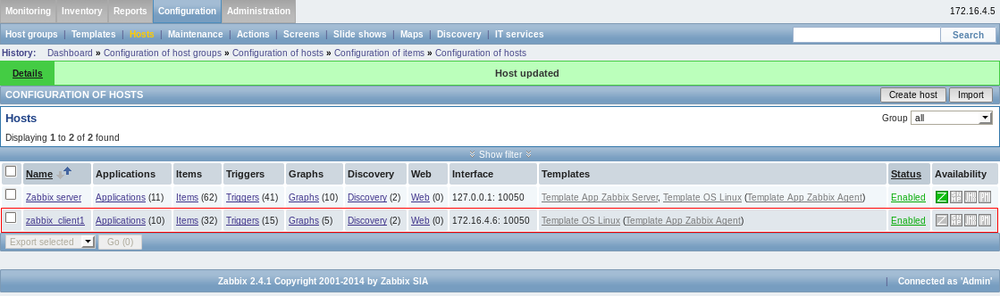 Monitoring Inventory Reports Configuration Administration 172.16.4.5
Host groups | Templates | Hosts | Maintenance | Actions | Screens | Slide shows | Maps | Discovery | IT services Search
History: Dashboard » Configuration of host groups » Configuration of hosts » Configuration of items » Configuration of hosts
Details Host updated
CONFIGURATION OF HOSTS Create host Import
Hosts Group all
Displaying 1 to 2 of 2 found
Show filter
Name Applications Items Triggers Graphs Discovery Web Interface Templates Status Availability
Zabbix server Applications (11) Items (62) Triggers (41) Graphs (10) Discovery (2) Web (0) 127.0.0.1: 10050 Template App Zabbix Server, Template OS Linux (Template App Zabbix Agent) Enabled Z
zabbix_client1 Applications (10) Items (32) Triggers (15) Graphs (5) Discovery (2) Web (0) 172.16.4.6: 10050 Template OS Linux (Template App Zabbix Agent) Enabled Z
Export selected Go (0)
Zabbix 2.4.1 Copyright 2001-2014 by Zabbix SIA | Connected as 'Admin'